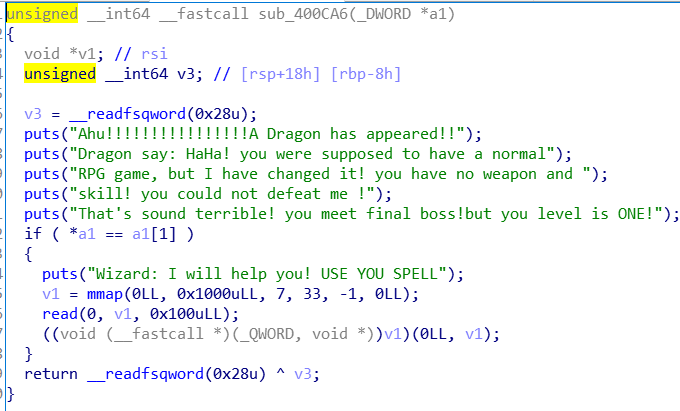 unsigned __int64 __fastcall sub_400CA6(_DWORD *a1)
{
void *v1; // rsi
unsigned __int64 v3; // [rsp+18h] [rbp-8h]
v3 = __readfsqword(0x28u);
puts("Ahu!!!!!!!!!!!!!!!!A Dragon has appeared!!");
puts("Dragon say: HaHa! you were supposed to have a normal");
puts("RPG game, but I have changed it! you have no weapon and ");
puts("skill! you could not defeat me !");
puts("That's sound terrible! you meet final boss!but you level is ONE!");
if ( *a1 == a1[1] )
{
puts("Wizard: I will help you! USE YOU SPELL");
v1 = mmap(0LL, 0x1000uLL, 7, 33, -1, 0LL);
read(0, v1, 0x100uLL);
((void (__fastcall *)(_QWORD, void *))v1)(0LL, v1);
}
return __readfsqword(0x28u) ^ v3;
}